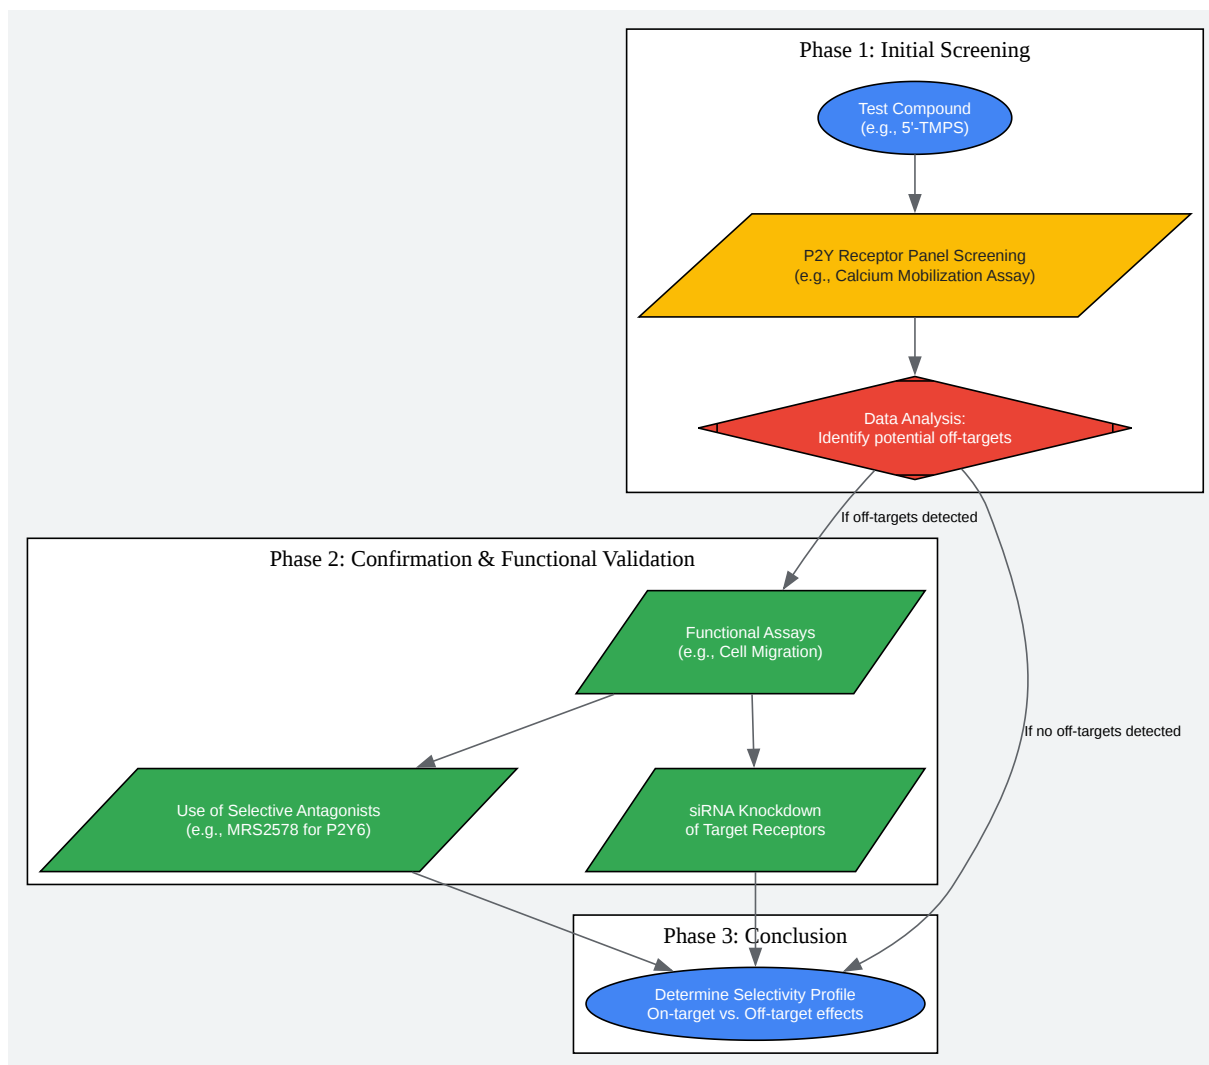 Phase 1: Initial Screening
Test Compound
(e.g., 5'-TMPS)
P2Y Receptor Panel Screening
(e.g., Calcium Mobilization Assay)
Data Analysis:
Identify potential off-targets
If off-targets detected
Phase 2: Confirmation & Functional Validation
Functional Assays
(e.g., Cell Migration)
If no off-targets detected
Use of Selective Antagonists
(e.g., MRS2578 for P2Y6)
siRNA Knockdown
of Target Receptors
Phase 3: Conclusion
Determine Selectivity Profile
On-target vs. Off-target effects